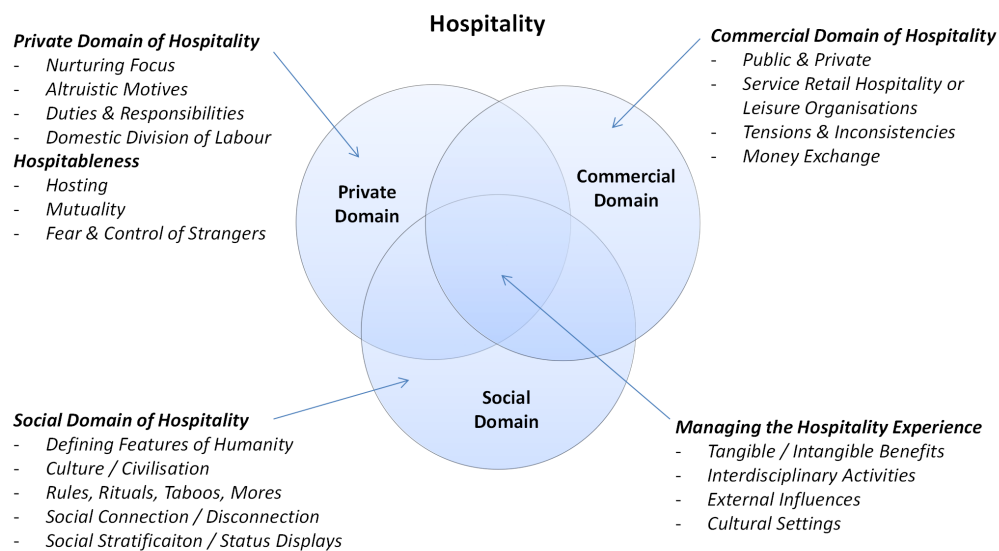 Hospitality
Private Domain of Hospitality
- Nurturing Focus
- Altruistic Motives
- Duties & Responsibilities
- Domestic Division of Labour
Hospitableness
- Hosting
- Mutuality
- Fear & Control of Strangers
Commercial Domain of Hospitality
- Public & Private
- Service Retail Hospitality or
Leisure Organisations
- Tensions & Inconsistencies
- Money Exchange
Private
Domain
Commercial
Domain
Social
Domain
Social Domain of Hospitality
- Defining Features of Humanity
- Culture / Civilisation
- Rules, Rituals, Taboos, Mores
- Social Connection / Disconnection
- Social Stratificaiton / Status Displays
Managing the Hospitality Experience
- Tangible / Intangible Benefits
- Interdisciplinary Activities
- External Influences
- Cultural Settings